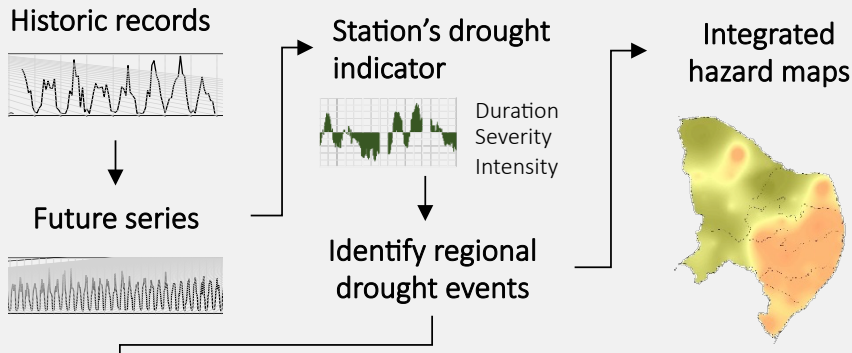 Historic records
Future series
Station's drought
indicator
Duration
Severity
Intensity
Identify regional
drought events
Integrated
hazard maps